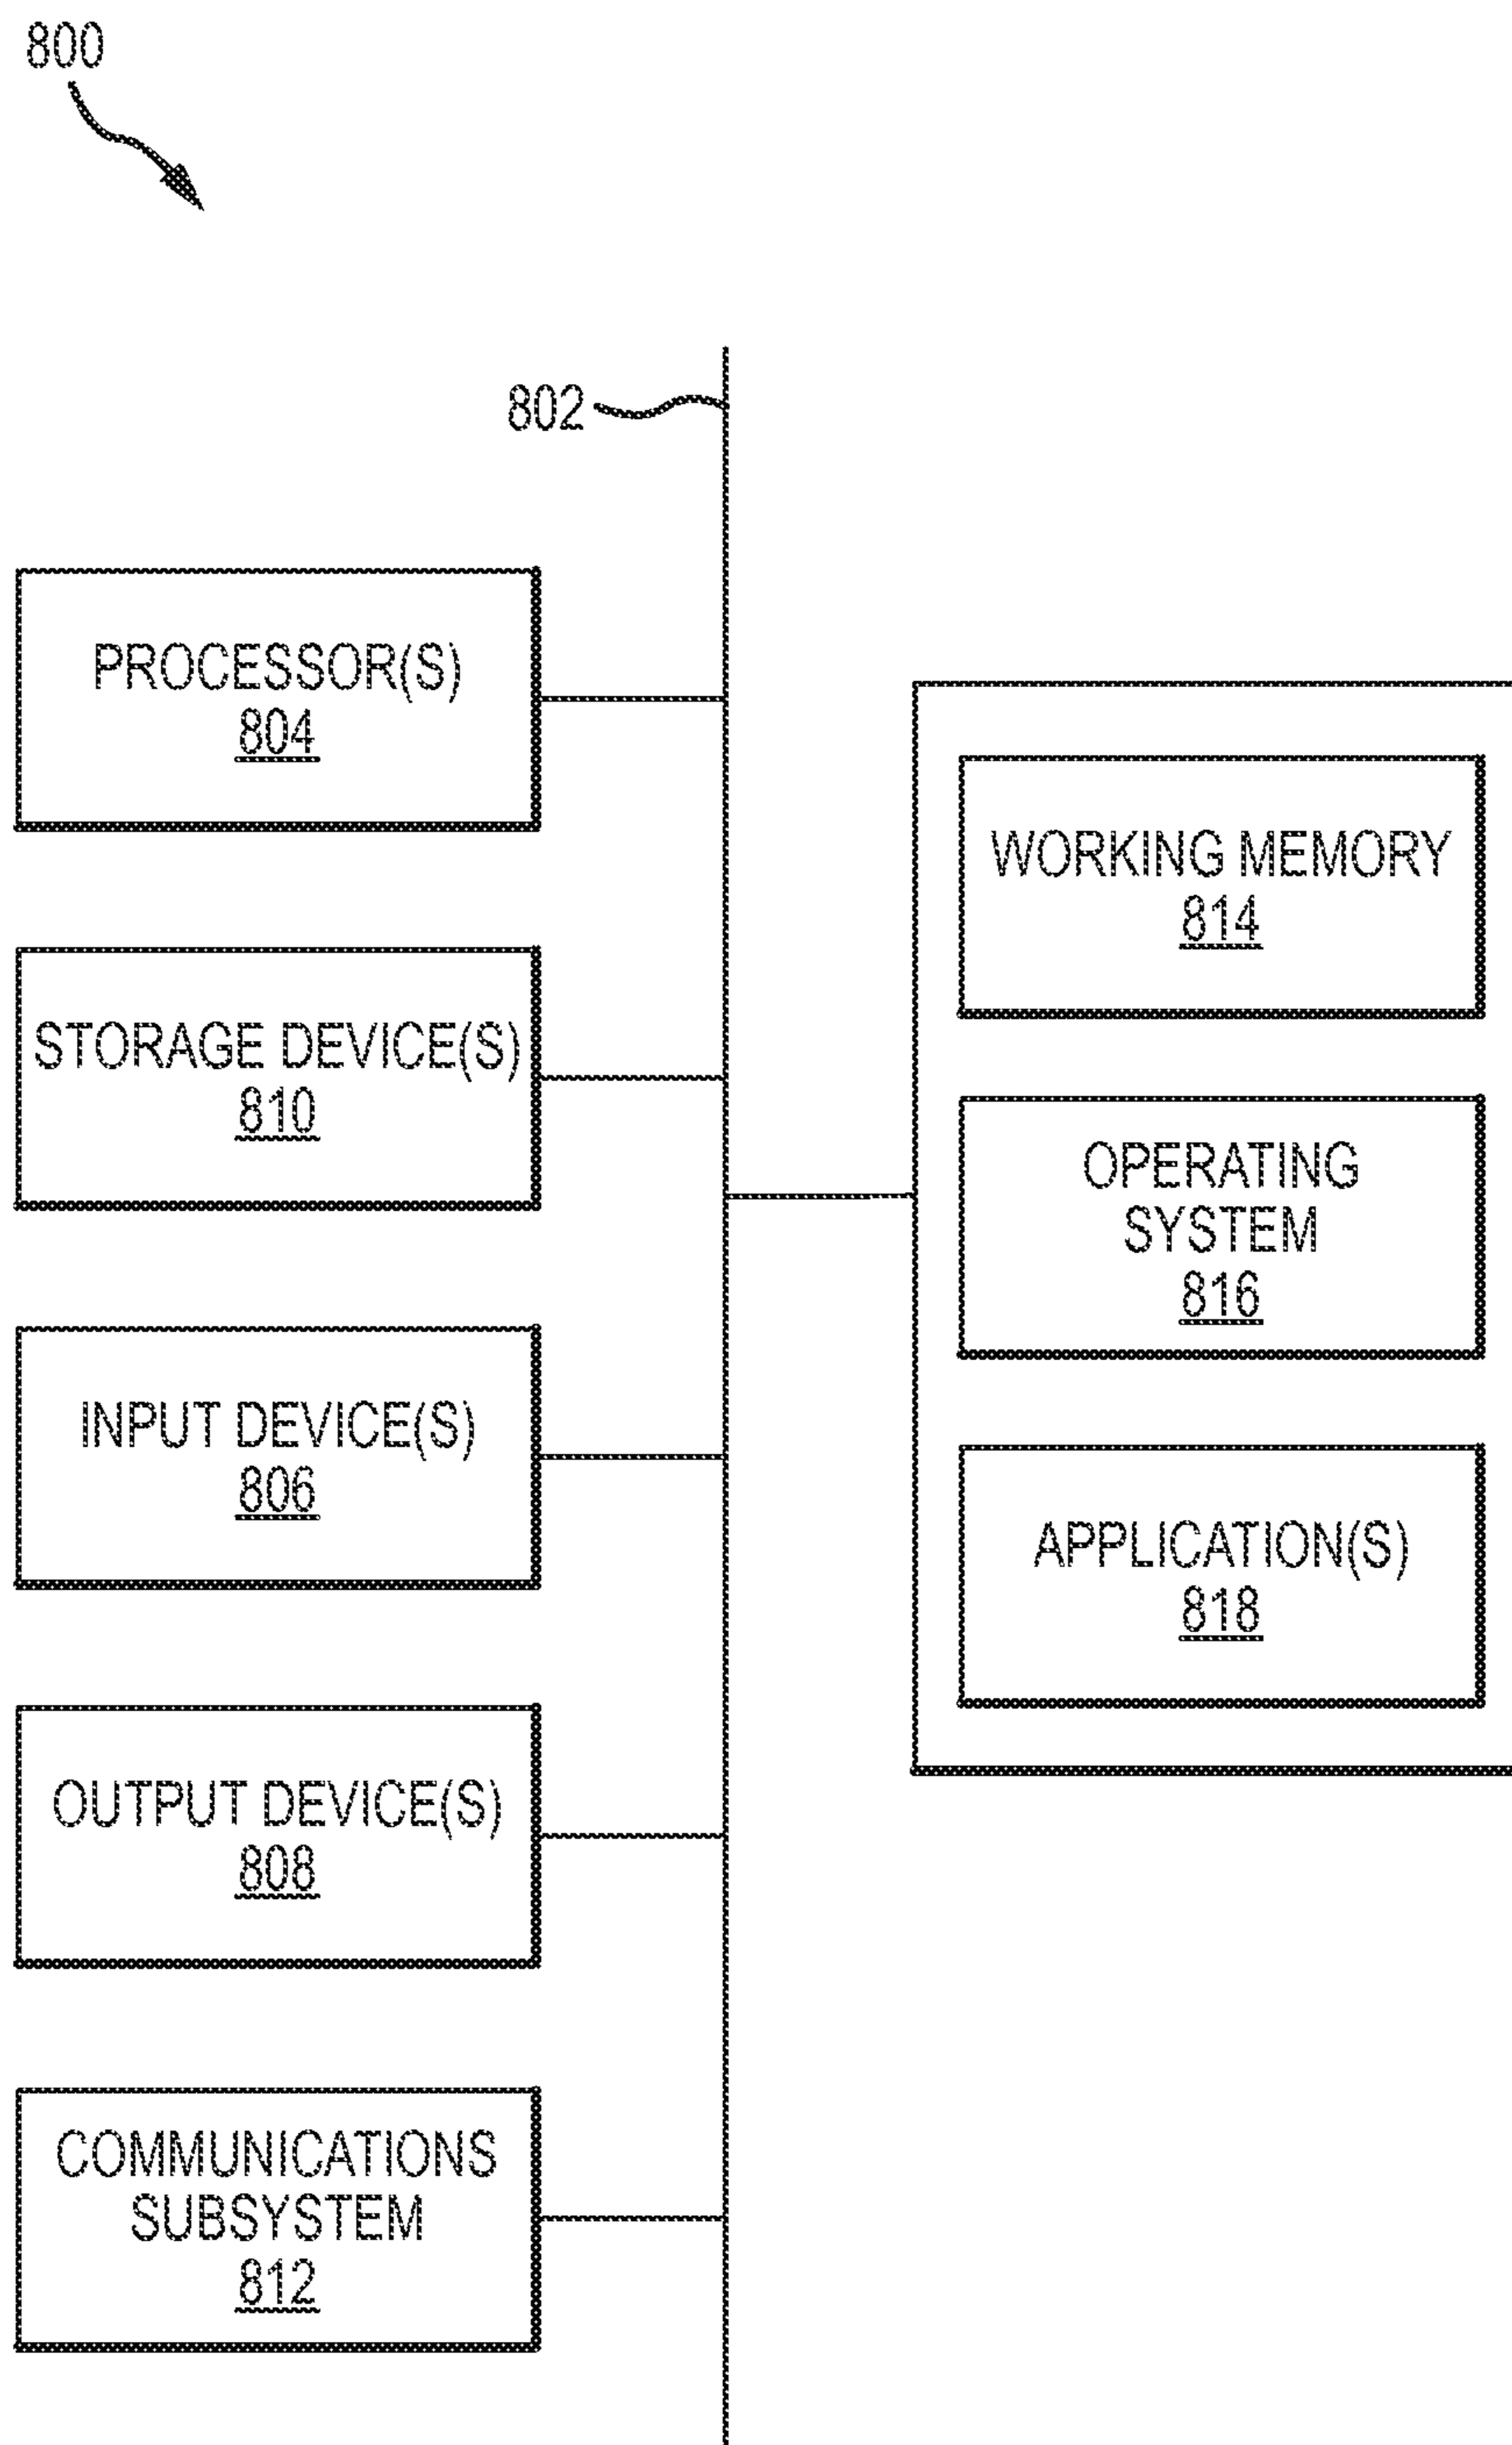 800
802
PROCESSOR(S)
804
STORAGE DEVICE(S)
810
INPUT DEVICE(S)
806
OUTPUT DEVICE(S)
808
COMMUNICATIONS
SUBSYSTEM
812
WORKING MEMORY
814
OPERATING
SYSTEM
816
APPLICATION(S)
818